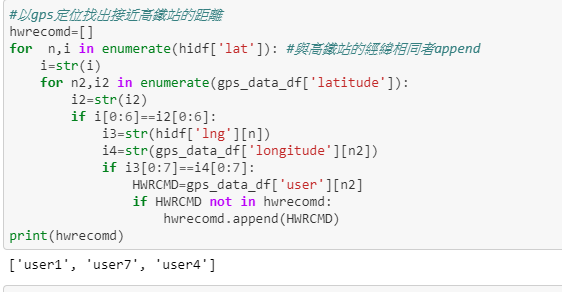 #以gps定位找出接近高鐵站的距離
hwrecomd=[]
for  n,i in enumerate(hidf['lat']): #與高鐵站的經緯相同者append
    i=str(i)
    for n2,i2 in enumerate(gps_data_df['latitude']):
        i2=str(i2)
        if i[0:6]==i2[0:6]:
            i3=str(hidf['lng'][n])
            i4=str(gps_data_df['longitude'][n2])
            if i3[0:7]==i4[0:7]:
                HWRCMD=gps_data_df['user'][n2]
                if HWRCMD not in hwrecomd:
                    hwrecomd.append(HWRCMD)
print(hwrecomd)
['user1', 'user7', 'user4']